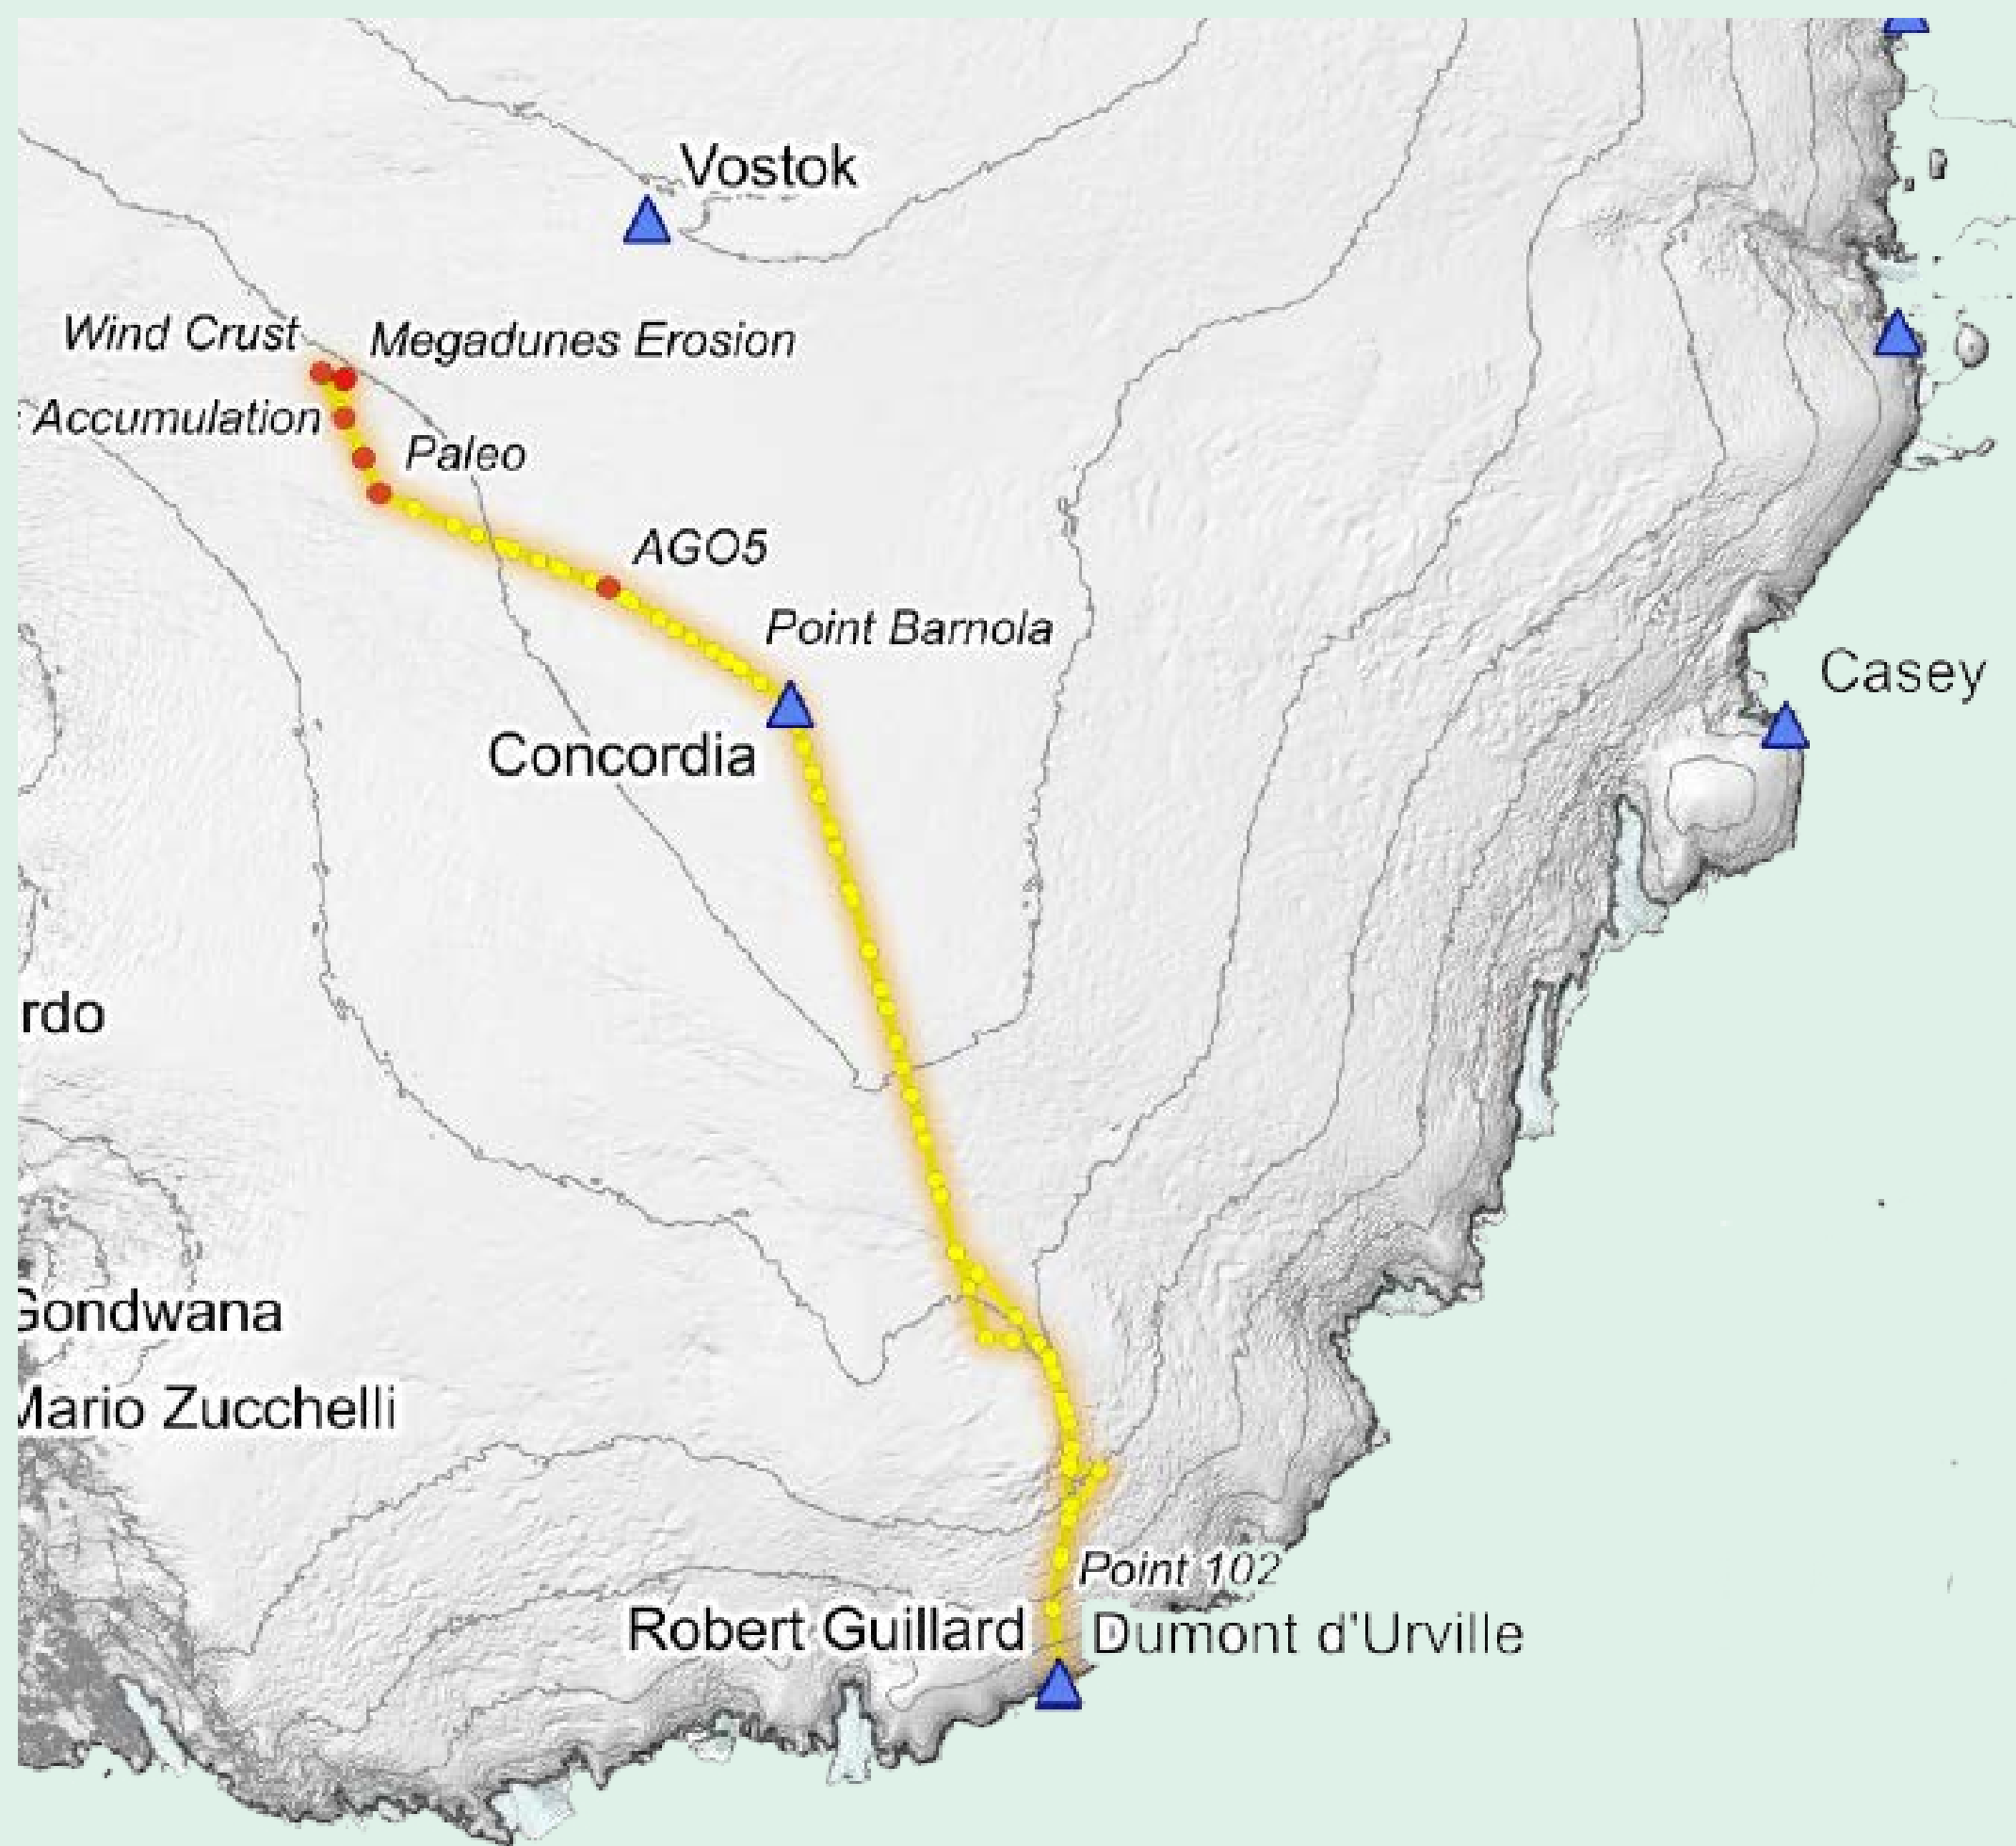 Vostok
Wind Crust
Megadunes Erosion
Accumulation
Paleo
AGO5
Point Barnola
Casey
Concordia
rdo
Gondwana
Mario Zucchelli
Point 102
Robert Guillard
Dumont d'Urville